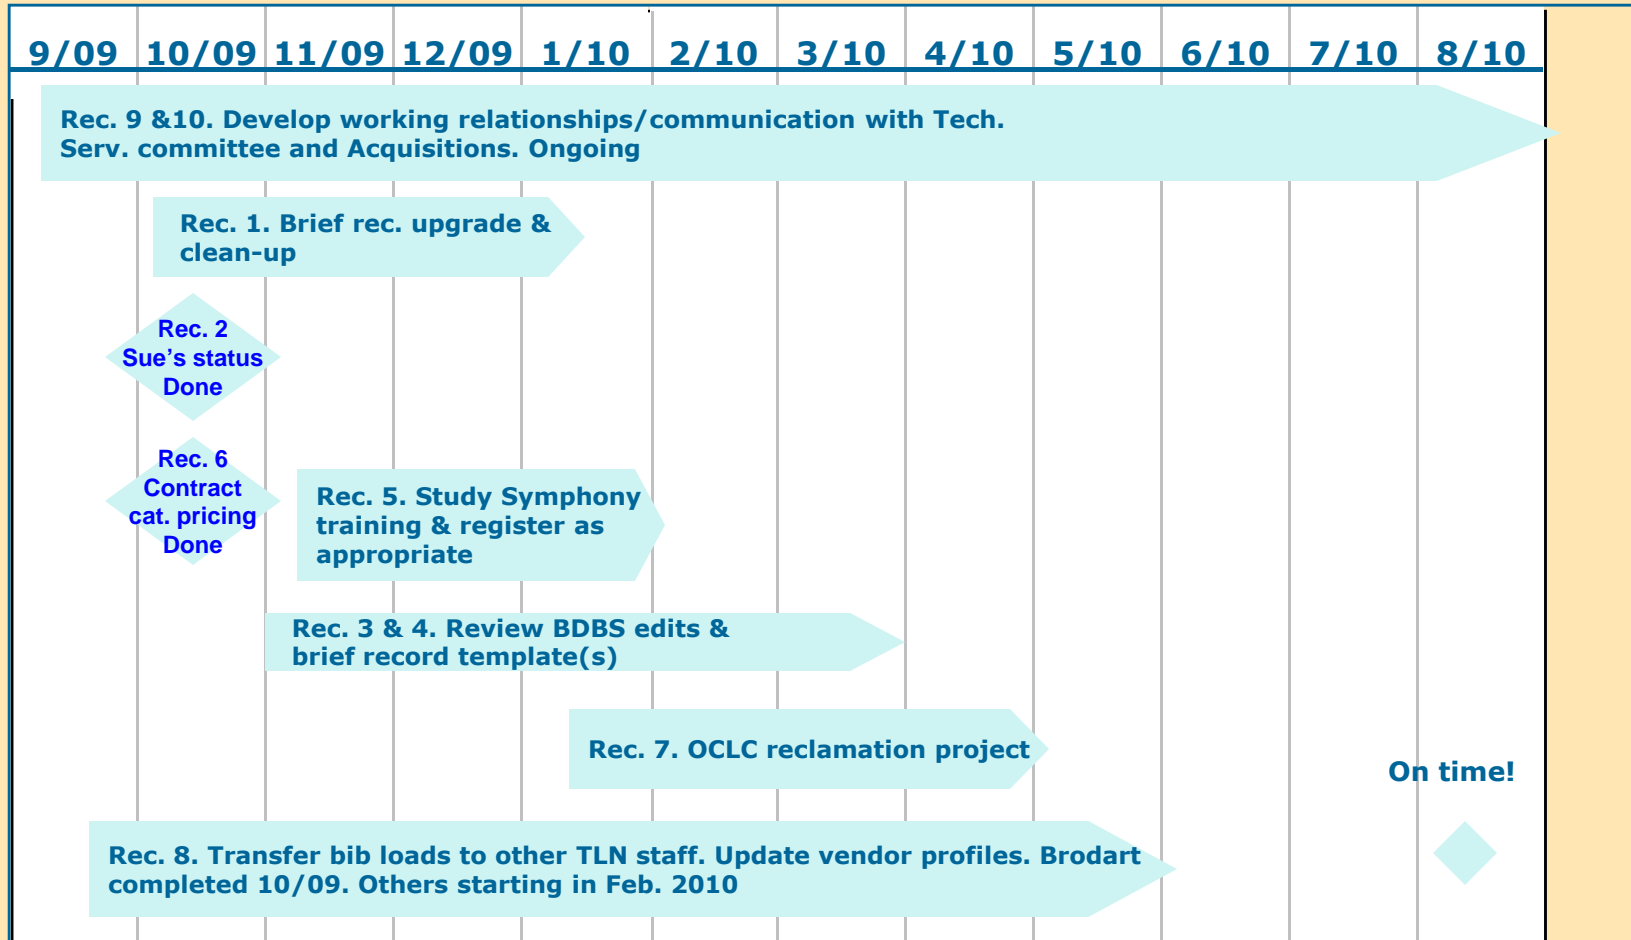 9/09 10/09 11/09 12/09 1/10 2/10 3/10 4/10 5/10 6/10 7/10 8/10
Rec. 9 &10. Develop working relationships/communication with Tech.
Serv. committee and Acquisitions. Ongoing
Rec. 1. Brief rec. upgrade &
clean-up
Rec. 2
Sue’s status
Done
Rec. 6
Contract
cat. pricing
Done
Rec. 5. Study Symphony
training & register as
appropriate
Rec. 3 & 4. Review BDBS edits &
brief record template(s)
Rec. 7. OCLC reclamation project
On time!
Rec. 8. Transfer bib loads to other TLN staff. Update vendor profiles. Brodart
completed 10/09. Others starting in Feb. 2010